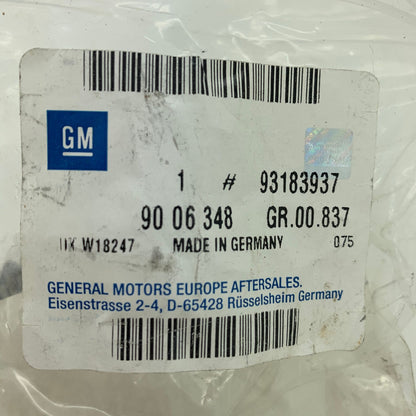 GM
1 # 93183937
90 06 348 GR.00.837
W18247 MADE IN GERMANY 075
GENERAL MOTORS EUROPE AFTERSALES.
Eisenstrasse 2-4, D-65428 Rüsselsheim Germany